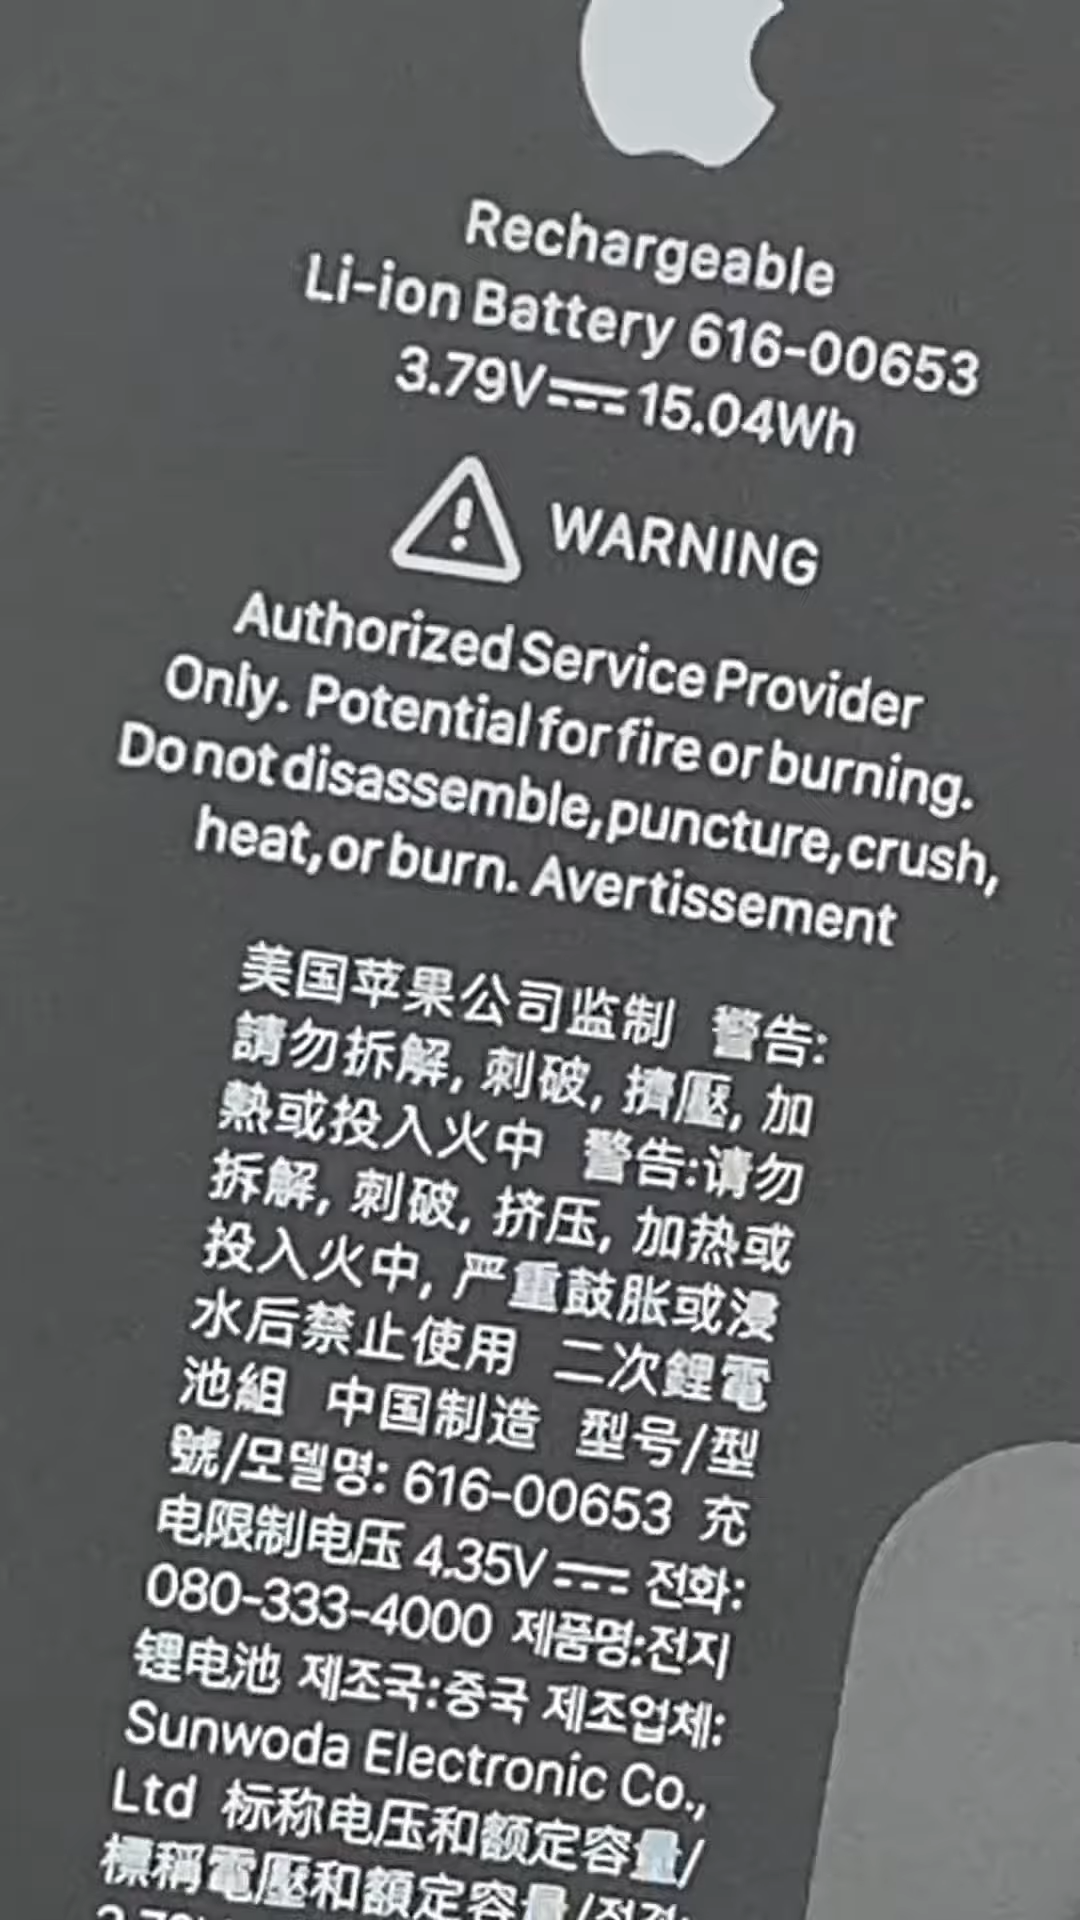 Rechargeable
Li-ion Battery 616-00653
3.79V⎓15.04Wh
WARNING
Authorized Service Provider
Only. Potential for fire or burning.
Do not disassemble, puncture, crush,
heat, or burn. Avertissement
美国苹果公司监制 警告:
請勿拆解, 刺破, 擠壓, 加
熱或投入火中 警告:请勿
拆解, 刺破, 挤压, 加热或
投入火中, 严重鼓胀或浸
水后禁止使用 二次鋰電
池組 中国制造 型号/型
號/모델명: 616-00653 充
电限制电压 4.35V⎓ 전화:
080-333-4000 제품명:전지
锂电池 제조국:중국 제조업체:
Sunwoda Electronic Co.,
Ltd 标称电压和额定容量/
標稱電壓和額定容量/정격: